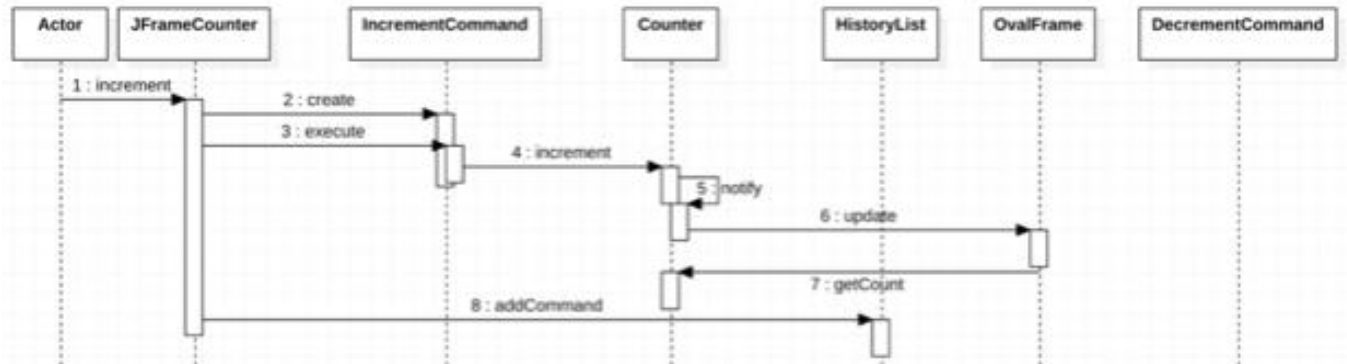 Actor
JFrameCounter
IncrementCommand
Counter
HistoryList
OvalFrame
DecrementCommand
1 : increment
2 : create
3 : execute
4 : increment
5 : notify
6 : update
7 : getCount
8 : addCommand